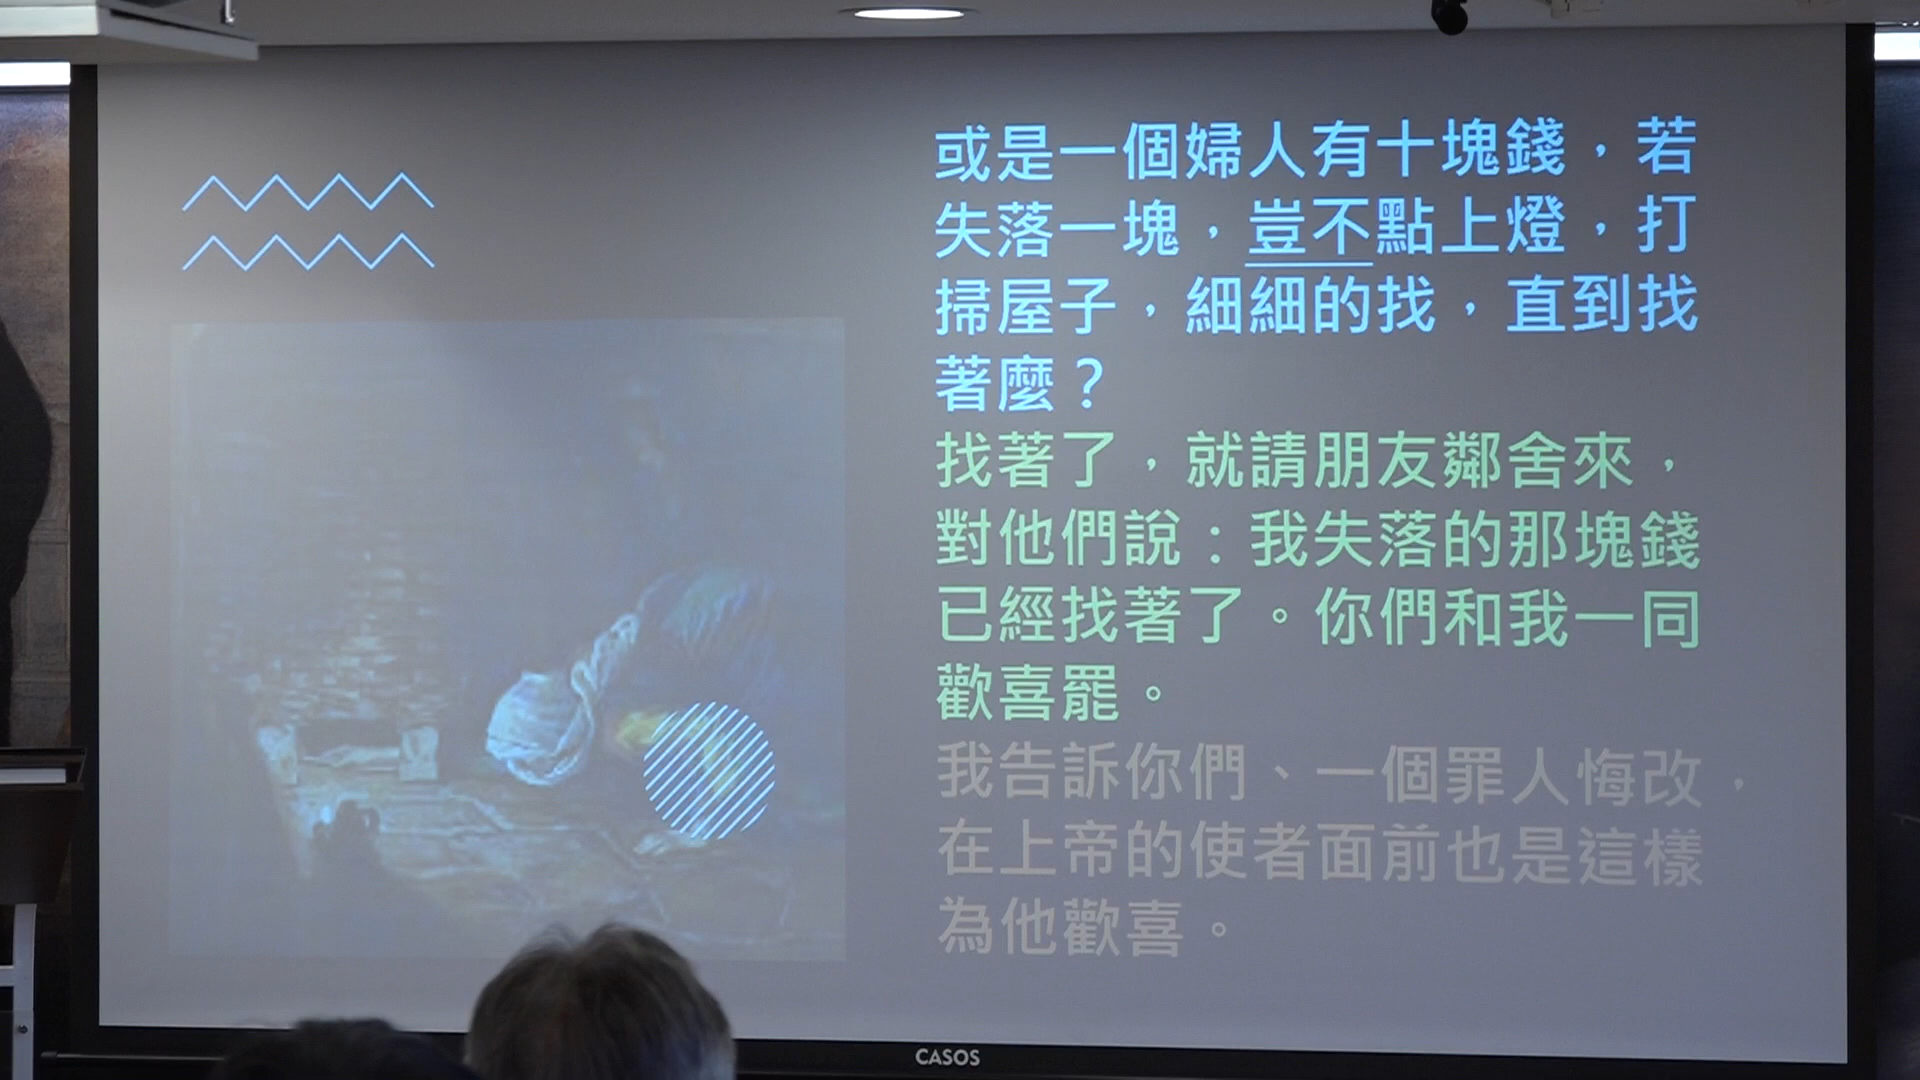 或是一個婦人有十塊錢，若
失落一塊，豈不點上燈，打
掃屋子，細細的找，直到找
著麼？
找著了，就請朋友鄰舍來，
對他們說：我失落的那塊錢
已經找著了。你們和我一同
歡喜罷。
我告訴你們、一個罪人悔改，
在上帝的使者面前也是這樣
為他歡喜。
CASOS